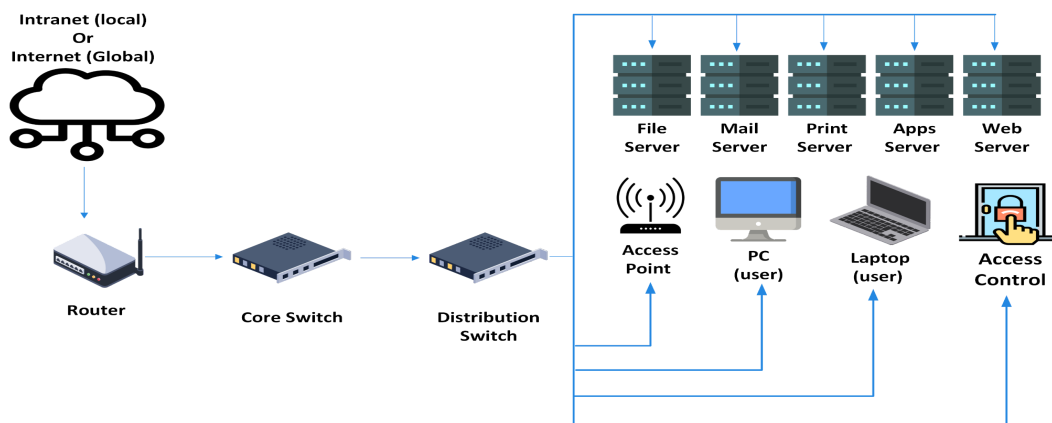 Intranet (local)
Or
Internet (Global)
File
Server
Mail
Server
Print
Server
Apps
Server
Web
Server
Access
Point
PC
(user)
Laptop
(user)
Access
Control
Router
Core Switch
Distribution
Switch